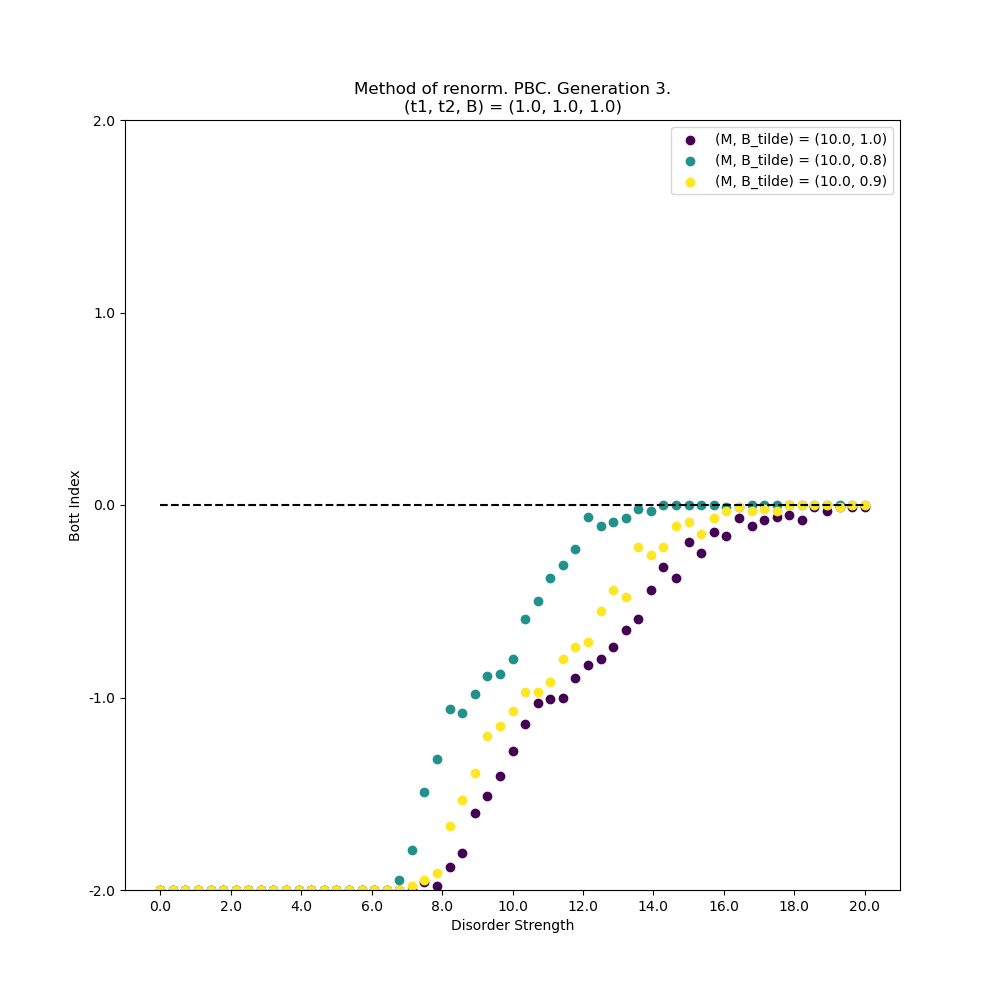 Method of renorm. PBC. Generation 3.
(t1, t2, B) = (1.0, 1.0, 1.0)
2.0
(M, B_tilde) = (10.0, 1.0)
(M, B_tilde) = (10.0, 0.8)
(M, B_tilde) = (10.0, 0.9)
1.0
Bott Index
0.0
-1.0
-2.0
0.0 2.0 4.0 6.0 8.0 10.0 12.0 14.0 16.0 18.0 20.0
Disorder Strength